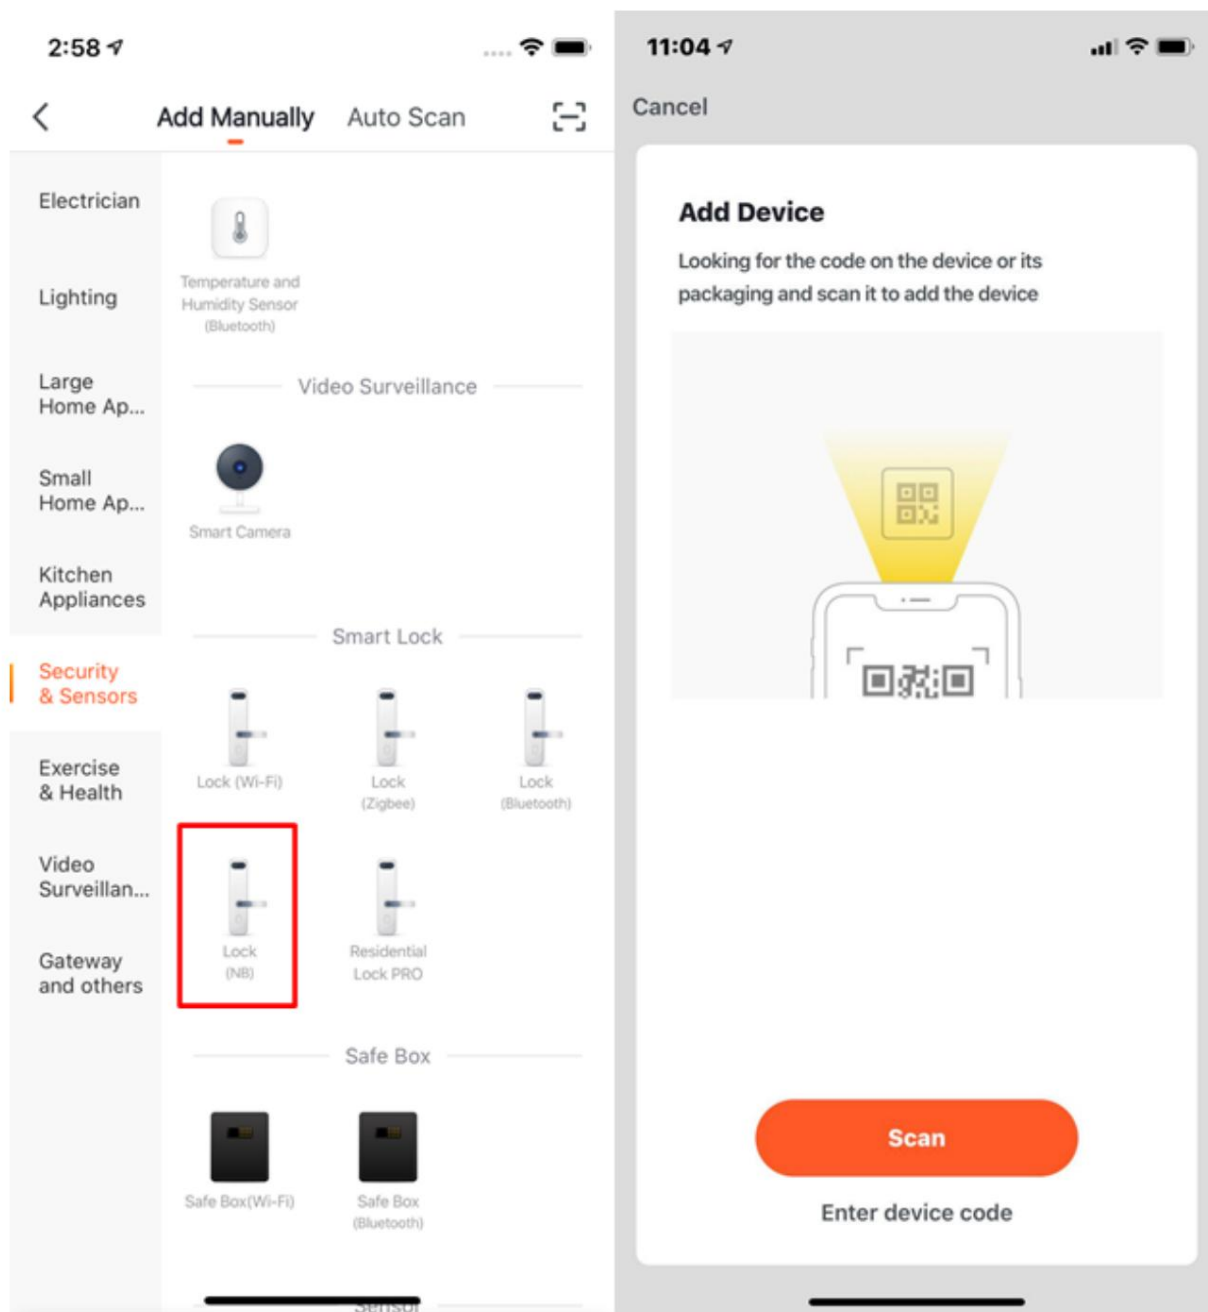 2:58
Add Manually Auto Scan
Electrician
Lighting
Large
Home Ap...
Small
Home Ap...
Kitchen
Appliances
Security
& Sensors
Exercise
& Health
Video
Surveillan...
Gateway
and others
Temperature and
Humidity Sensor
(Bluetooth)
Video Surveillance
Smart Camera
Smart Lock
Lock (Wi-Fi)
Lock
(Zigbee)
Lock
(Bluetooth)
Lock
(NB)
Residential
Lock PRO
Safe Box
Safe Box(Wi-Fi)
Safe Box
(Bluetooth)
Sensor
11:04
Cancel
Add Device
Looking for the code on the device or its
packaging and scan it to add the device
Scan
Enter device code